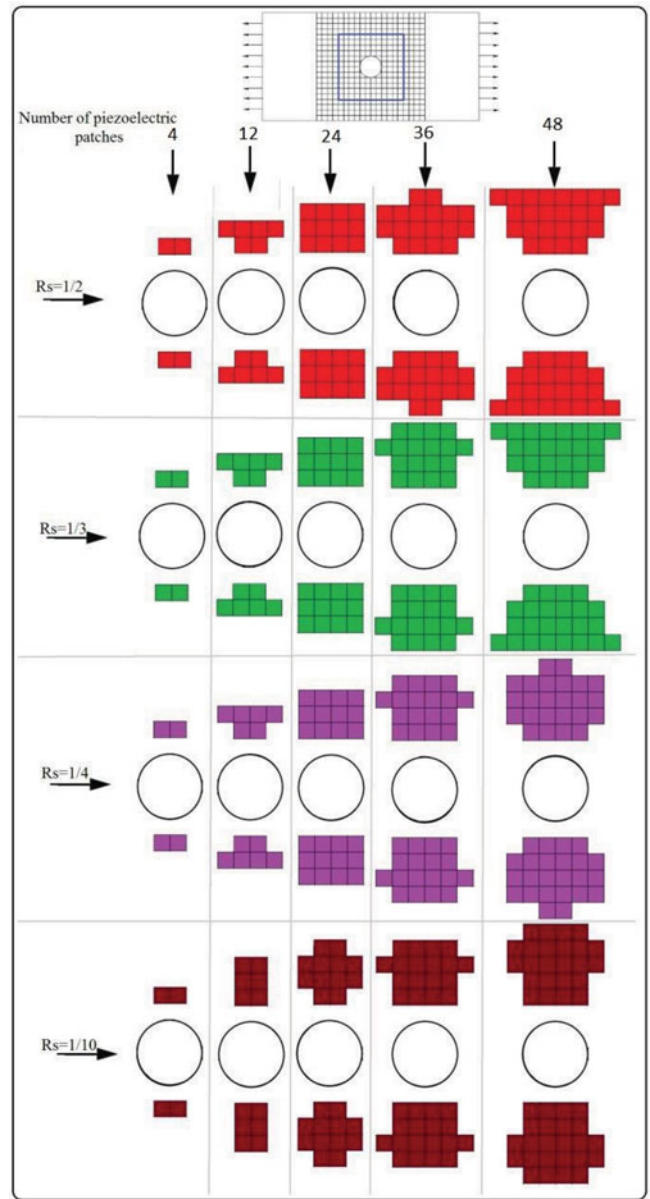 Number of piezoelectric
patches
4
12
24
36
48
Rs=1/2
Rs=1/3
Rs=1/4
Rs=1/10